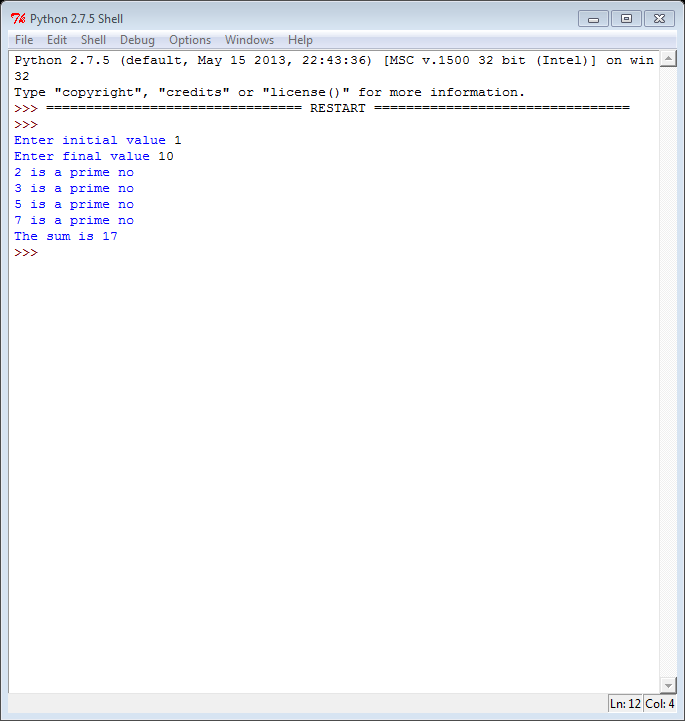 Python 2.7.5 Shell
File Edit Shell Debug Options Windows Help
Python 2.7.5 (default, May 15 2013, 22:43:36) [MSC v.1500 32 bit (Intel)] on win
32
Type "copyright", "credits" or "license()" for more information.
>>> ================================ RESTART ================================
>>>
Enter initial value 1
Enter final value 10
2 is a prime no
3 is a prime no
5 is a prime no
7 is a prime no
The sum is 17
>>>
Ln: 12 Col: 4